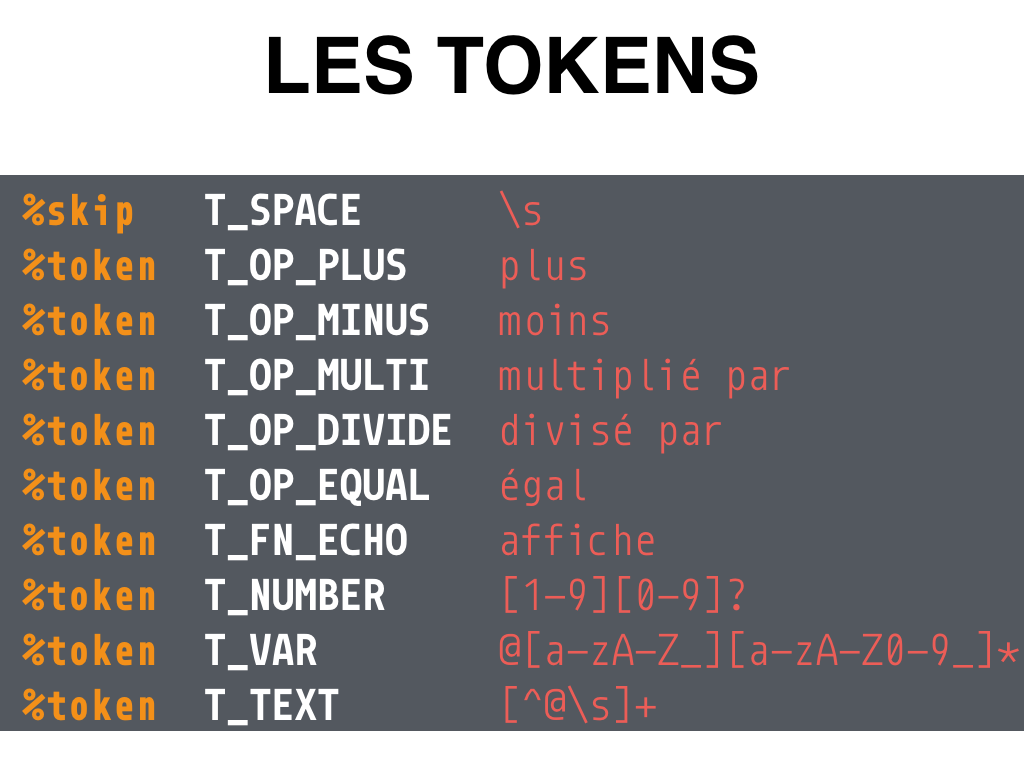 LES TOKENS
%skip T_SPACE \s
%token T_OP_PLUS plus
%token T_OP_MINUS moins
%token T_OP_MULTI multiplié par
%token T_OP_DIVIDE divisé par
%token T_OP_EQUAL égal
%token T_FN_ECHO affiche
%token T_NUMBER [1-9][0-9]?
%token T_VAR @[a-zA-Z_][a-zA-Z0-9_]*
%token T_TEXT [^@\s]+